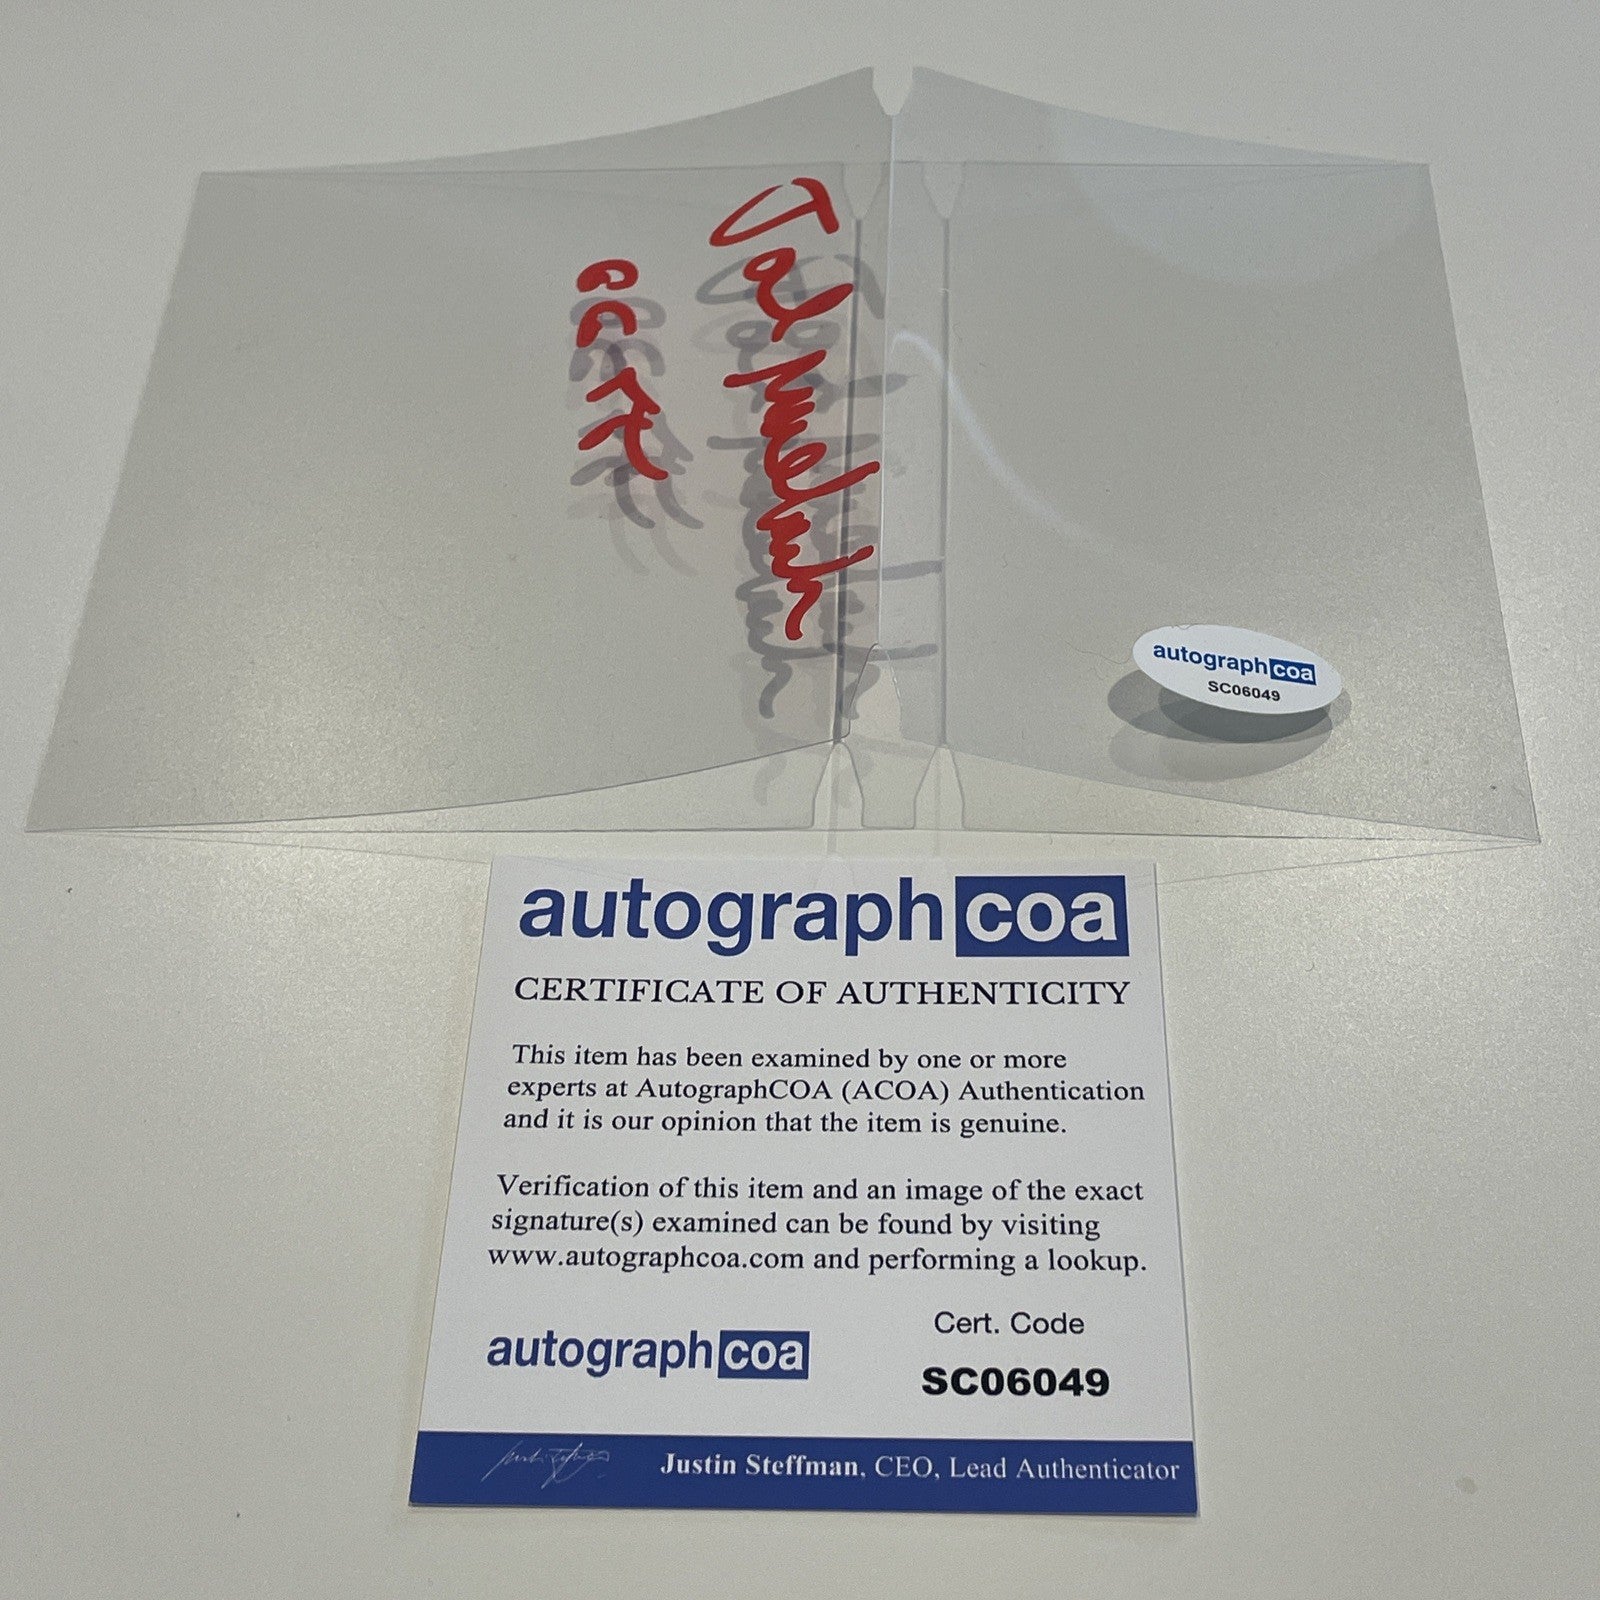 autographcoa
SC06049
autographcoa
CERTIFICATE OF AUTHENTICITY
This item has been examined by one or more
experts at AutographCOA (ACOA) Authentication
and it is our opinion that the item is genuine.
Verification of this item and an image of the exact
signature(s) examined can be found by visiting
www.autographcoa.com and performing a lookup.
autographcoa
Cert. Code
SC06049
Justin Steffman, CEO, Lead Authenticator